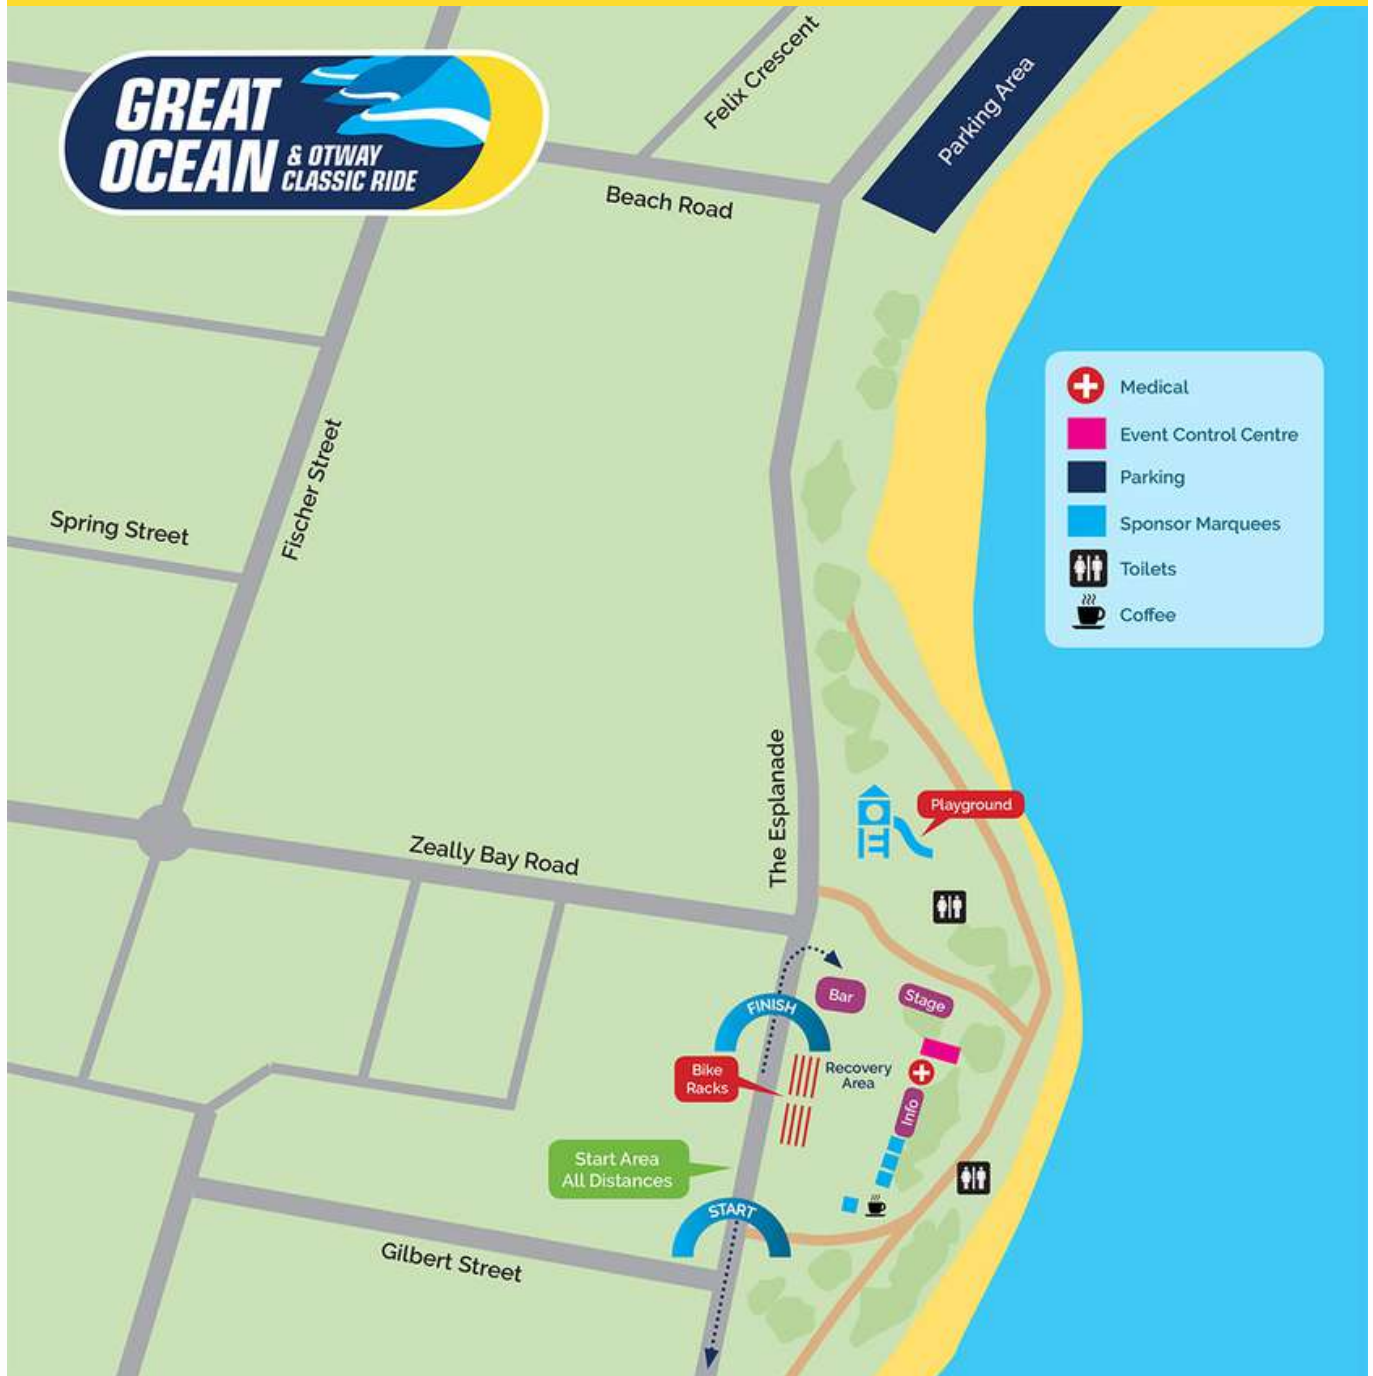 GREAT
OCEAN
& OTWAY
CLASSIC RIDE
Felix Crescent
Parking Area
Beach Road
Medical
Event Control Centre
Parking
Sponsor Marquees
Toilets
Coffee
Fischer Street
Spring Street
The Esplanade
Playground
Zeally Bay Road
Bar
Stage
FINISH
Bike
Racks
Recovery
Area
Info
Start Area
All Distances
START
Gilbert Street